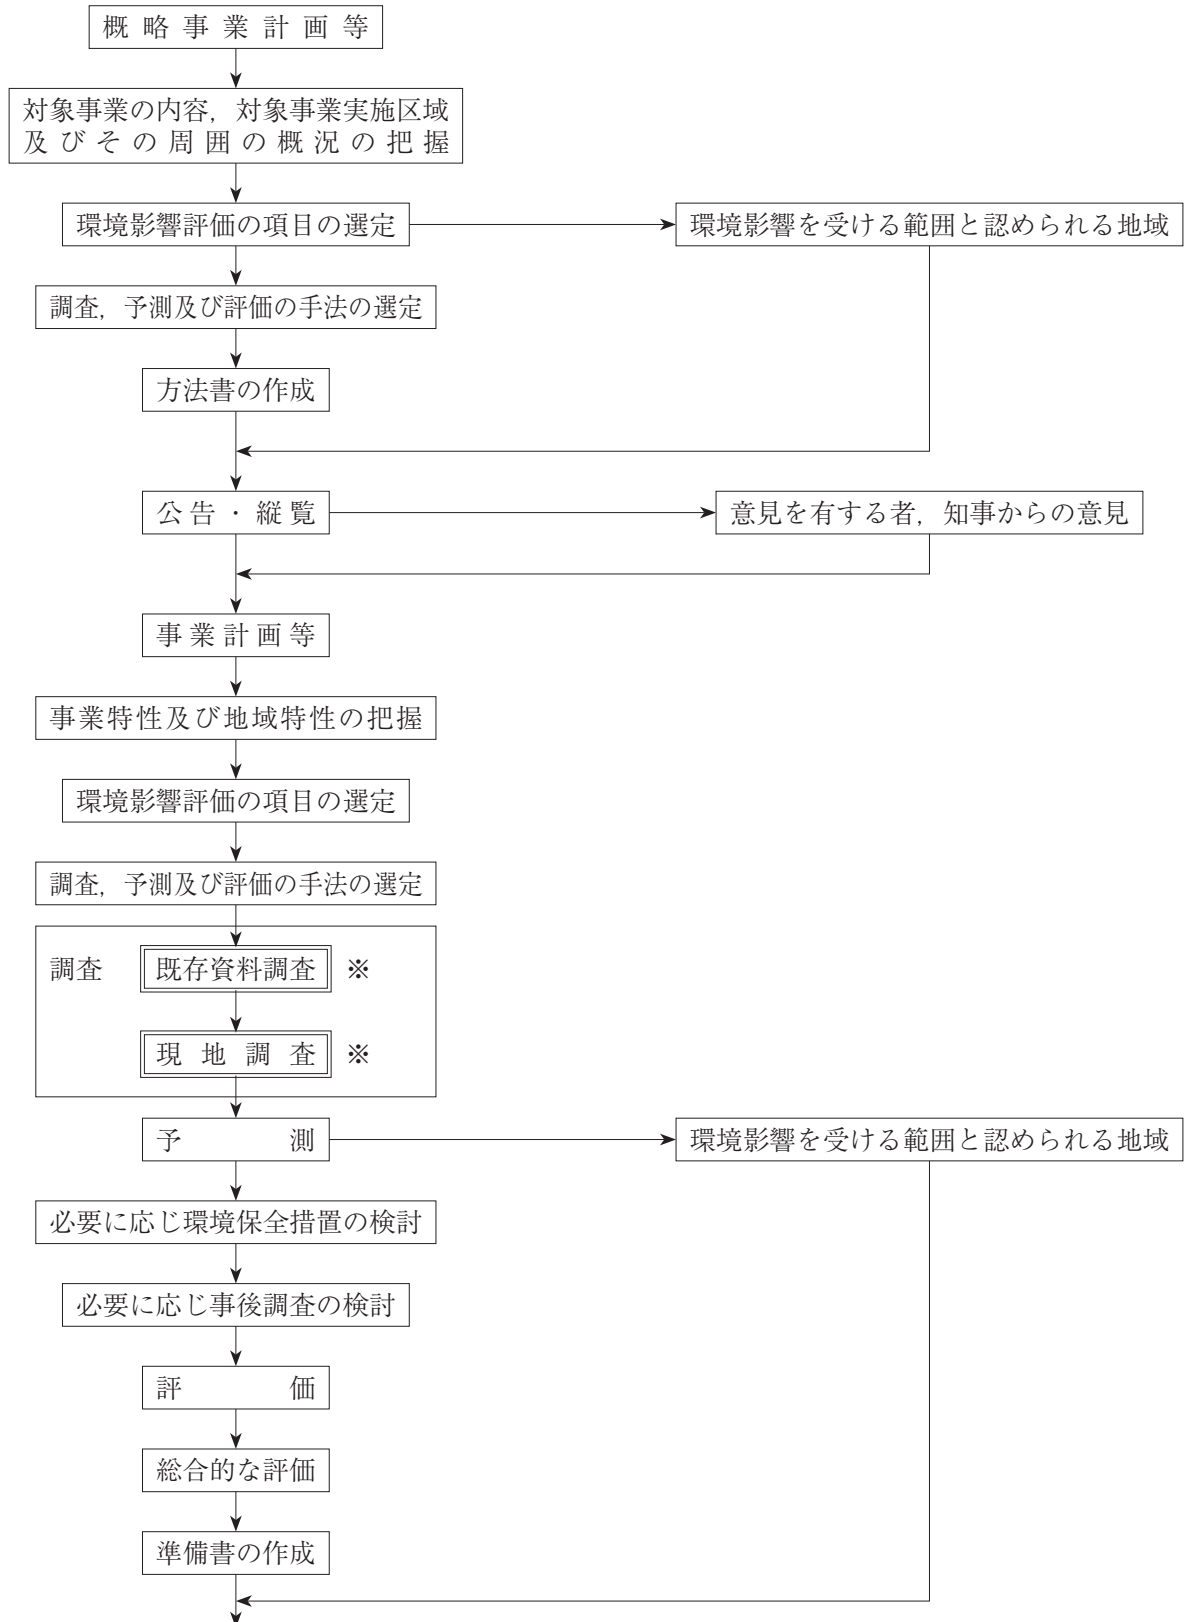 概略事業計画等
対象事業の内容，対象事業実施区域
及びその周囲の概況の把握
環境影響評価の項目の選定
環境影響を受ける範囲と認められる地域
調査，予測及び評価の手法の選定
方法書の作成
公告・縦覧
意見を有する者，知事からの意見
事業計画等
事業特性及び地域特性の把握
環境影響評価の項目の選定
調査，予測及び評価の手法の選定
調査 既存資料調査 ※
現地調査 ※
予測
環境影響を受ける範囲と認められる地域
必要に応じ環境保全措置の検討
必要に応じ事後調査の検討
評価
総合的な評価
準備書の作成